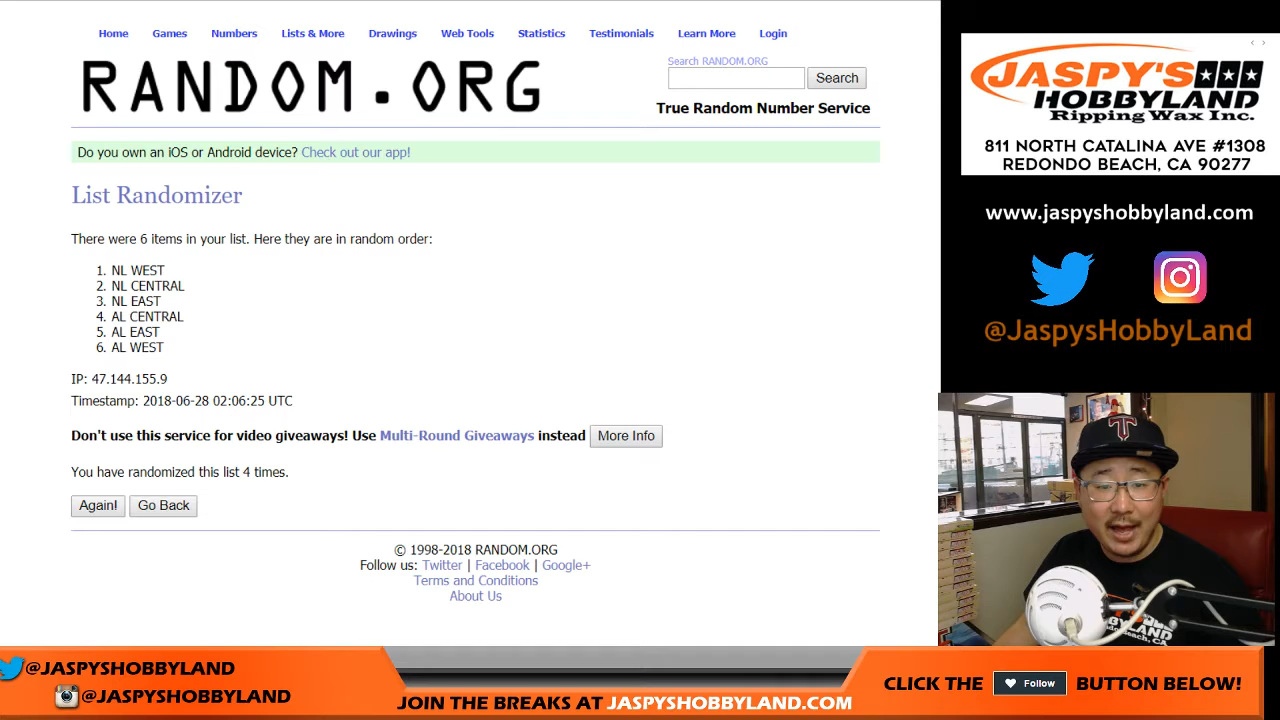 Home Games Numbers Lists & More Drawings Web Tools Statistics Testimonials Learn More Login
RANDOM.ORG
Search RANDOM.ORG
Search
True Random Number Service
Do you own an iOS or Android device? Check out our app!
List Randomizer
There were 6 items in your list. Here they are in random order:
1. NL WEST
2. NL CENTRAL
3. NL EAST
4. AL CENTRAL
5. AL EAST
6. AL WEST
IP: 47.144.155.9
Timestamp: 2018-06-28 02:06:25 UTC
Don't use this service for video giveaways! Use Multi-Round Giveaways instead More Info
You have randomized this list 4 times.
Again! Go Back
© 1998-2018 RANDOM.ORG
Follow us: Twitter | Facebook | Google+
Terms and Conditions
About Us
JASPY'S
HOBBYLAND
Ripping Wax Inc.
811 NORTH CATALINA AVE #1308
REDONDO BEACH, CA 90277
www.jaspyshobbyland.com
@JaspysHobbyLand
@JASPYSHOBBYLAND
@JASPYSHOBBYLAND
JOIN THE BREAKS AT JASPYSHOBBYLAND.COM
CLICK THE Follow BUTTON BELOW!